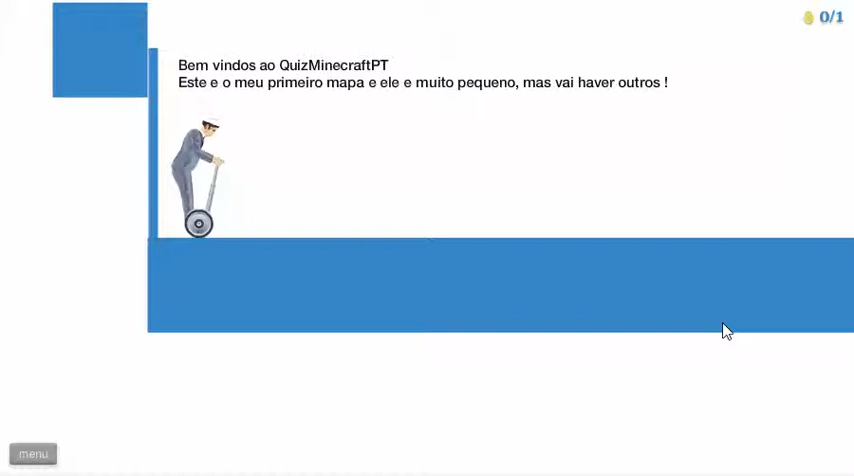 0/1
Bem vindos ao QuizMinecraftPT
Este e o meu primeiro mapa e ele e muito pequeno, mas vai haver outros !
menu